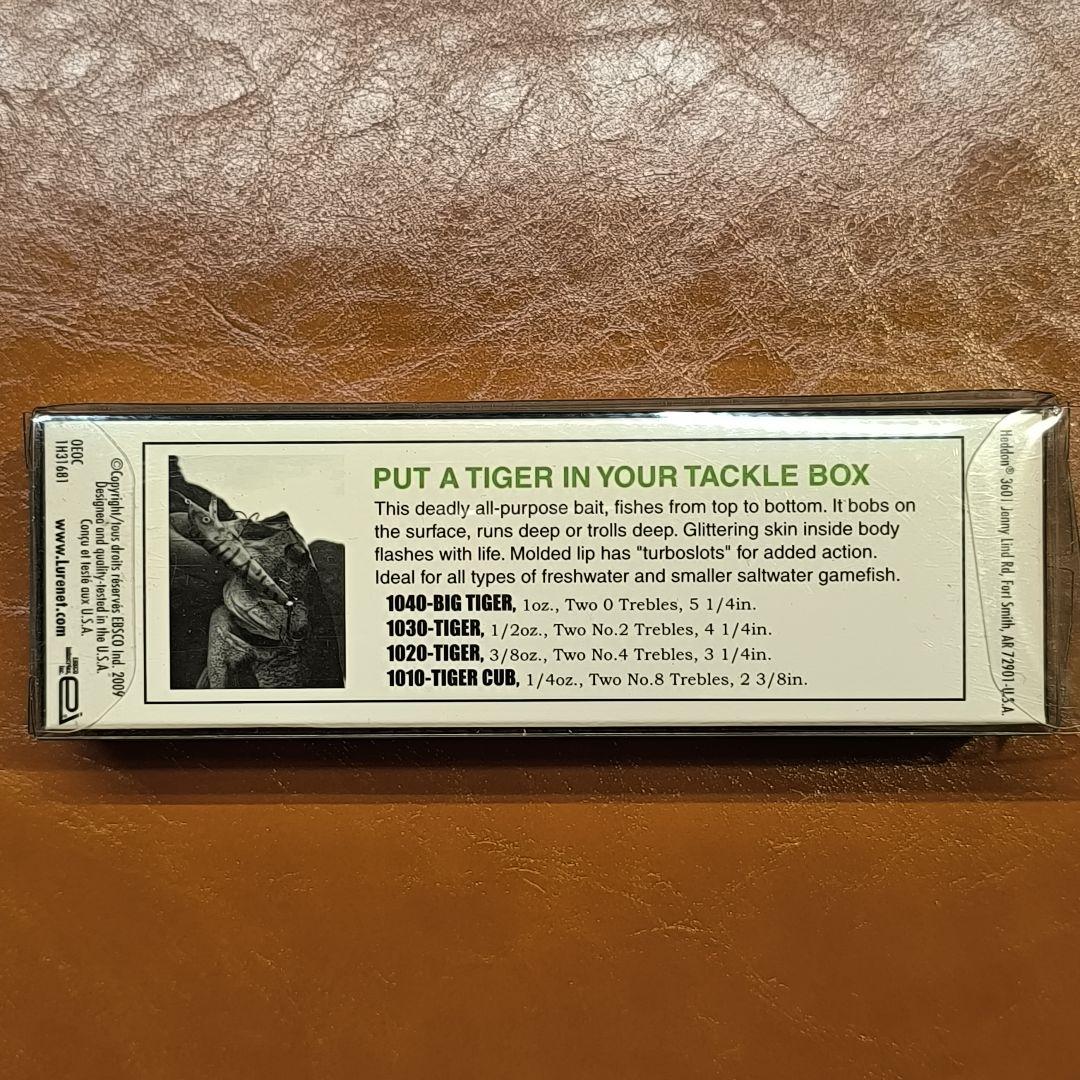 OEOC
1H31681
www.Lurenet.com
©Copyright/tous droits réservés EBSCO Ind. 2009
Designed and quality-tested in the U.S.A.
Conçu et testé aux U.S.A.
EBSCO
PUT A TIGER IN YOUR TACKLE BOX
This deadly all-purpose bait, fishes from top to bottom. It bobs on
the surface, runs deep or trolls deep. Glittering skin inside body
flashes with life. Molded lip has "turboslots" for added action.
Ideal for all types of freshwater and smaller saltwater gamefish.
1040-BIG TIGER, 1oz., Two 0 Trebles, 5 1/4in.
1030-TIGER, 1/2oz., Two No.2 Trebles, 4 1/4in.
1020-TIGER, 3/8oz., Two No.4 Trebles, 3 1/4in.
1010-TIGER CUB, 1/4oz., Two No.8 Trebles, 2 3/8in.
Heddon® 3601 Jenny Lind Rd, Fort Smith, AR 72901-U.S.A.